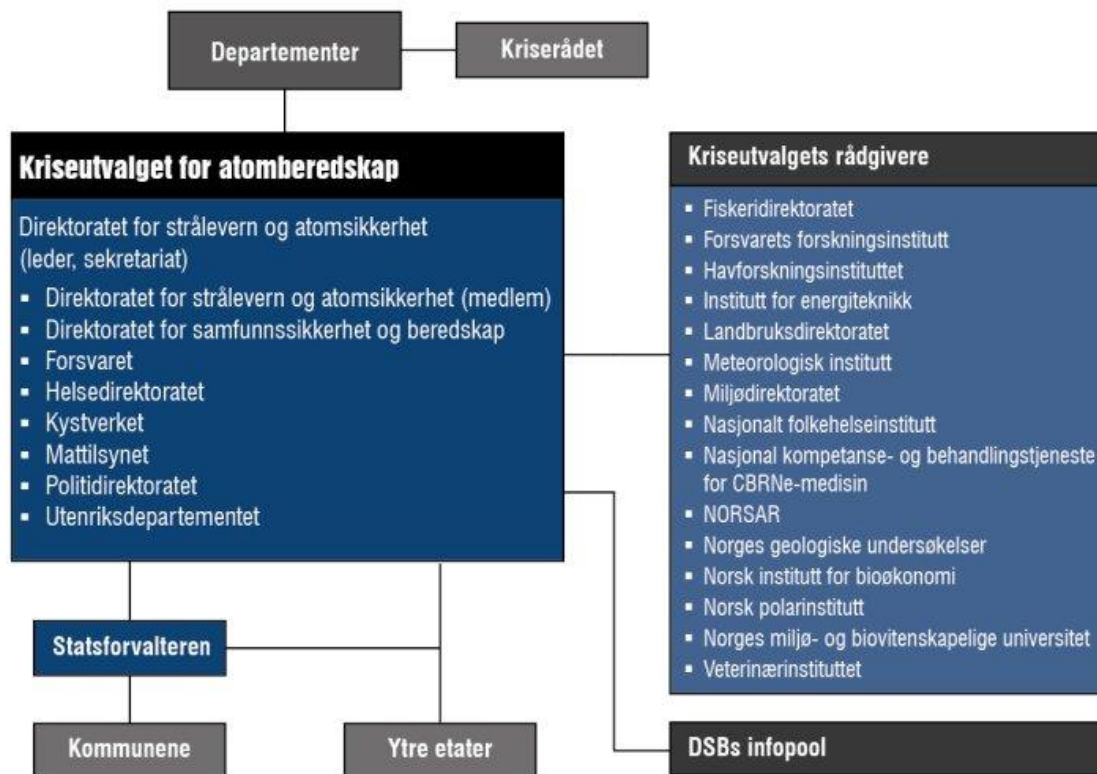 Departementer
Kriserådet
Kriseutvalget for atomberedskap
Direktoratet for strålevern og atomsikkerhet
(leder, sekretariat)
▪ Direktoratet for strålevern og atomsikkerhet (medlem)
▪ Direktoratet for samfunnssikkerhet og beredskap
▪ Forsvaret
▪ Helsedirektoratet
▪ Kystverket
▪ Mattilsynet
▪ Politidirektoratet
▪ Utenriksdepartementet
Kriseutvalgets rådgivere
▪ Fiskeridirektoratet
▪ Forsvarets forskningsinstitutt
▪ Havforskningsinstituttet
▪ Institutt for energiteknikk
▪ Landbruksdirektoratet
▪ Meteorologisk institutt
▪ Miljødirektoratet
▪ Nasjonalt folkehelseinstitutt
▪ Nasjonal kompetanse- og behandlingstjeneste
for CBRNe-medisin
▪ NORSAR
▪ Norges geologiske undersøkelser
▪ Norsk institutt for bioøkonomi
▪ Norsk polarinstitutt
▪ Norges miljø- og biovitenskapelige universitet
▪ Veterinærinstituttet
Statsforvalteren
Kommunene
Ytre etater
DSBs infopool